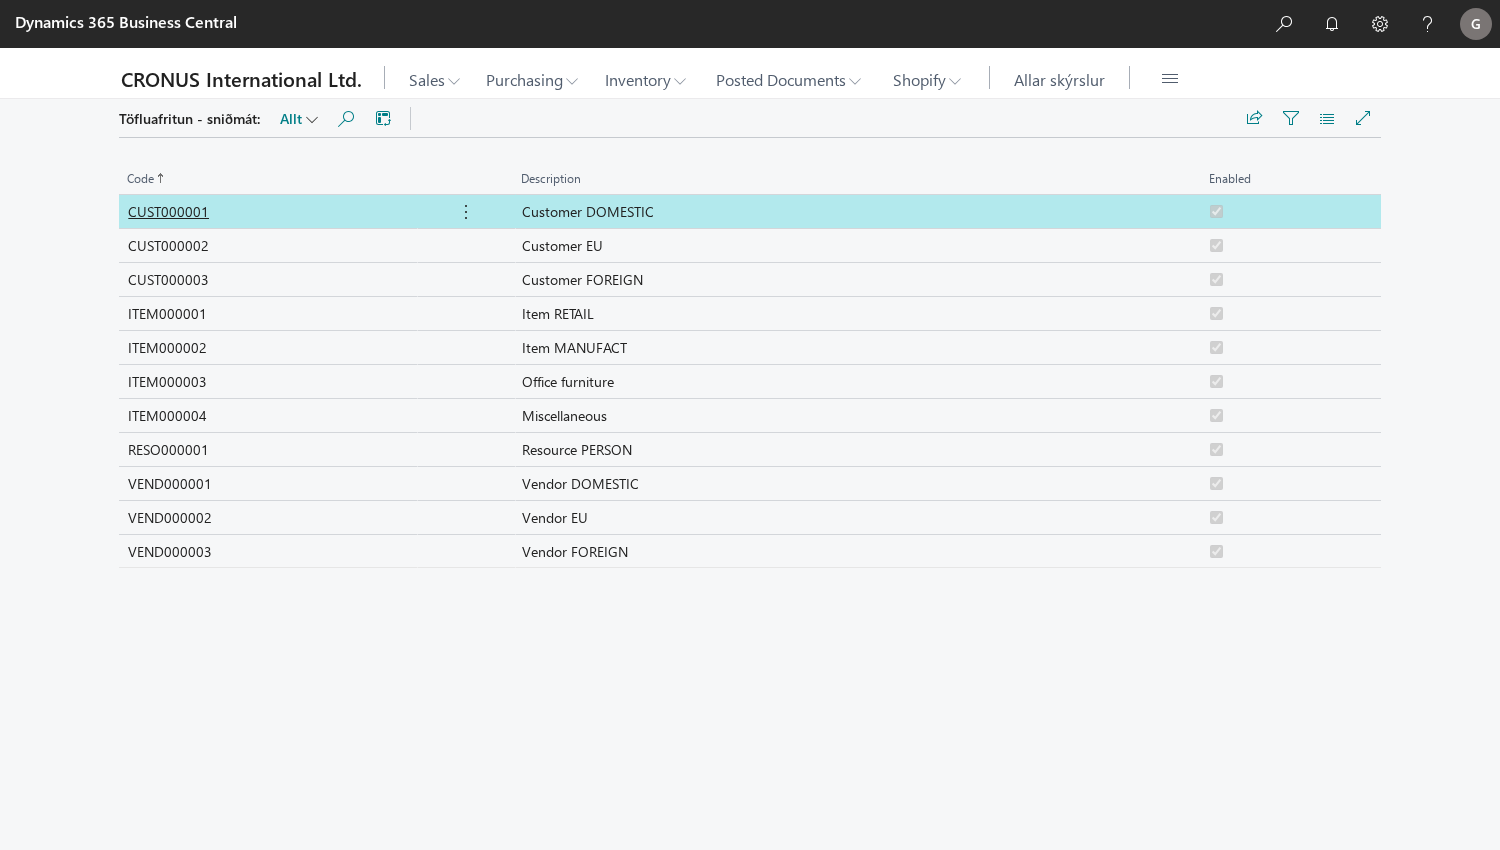 Dynamics 365 Business Central
G
CRONUS International Ltd. Sales Purchasing Inventory Posted Documents Shopify Allar skýrslur
Töfluafritun - sniðmát: Allt
Code ↑ Description Enabled
CUST000001 Customer DOMESTIC
CUST000002 Customer EU
CUST000003 Customer FOREIGN
ITEM000001 Item RETAIL
ITEM000002 Item MANUFACT
ITEM000003 Office furniture
ITEM000004 Miscellaneous
RESO000001 Resource PERSON
VEND000001 Vendor DOMESTIC
VEND000002 Vendor EU
VEND000003 Vendor FOREIGN